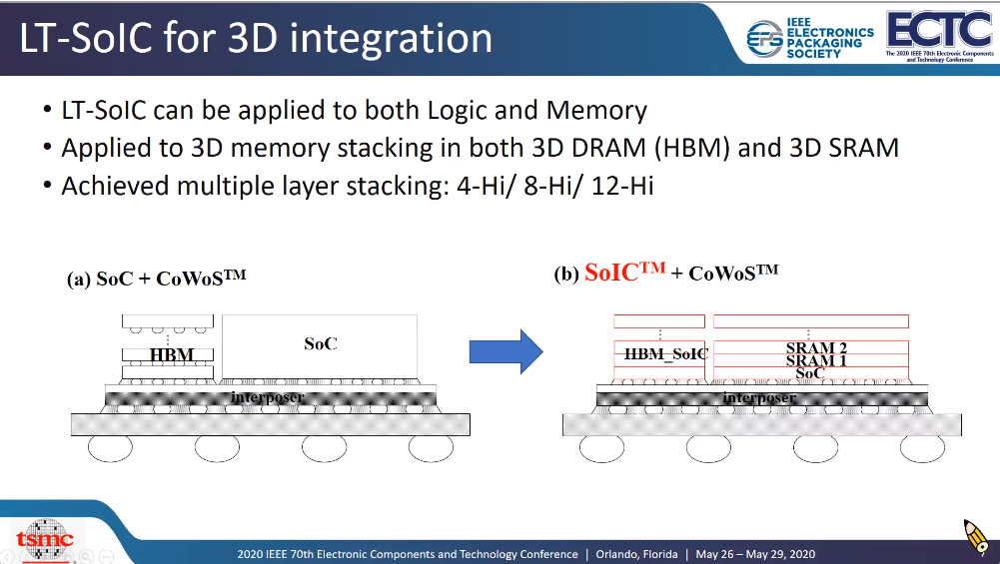 LT-SoIC for 3D integration
IEEE
ELECTRONICS
PACKAGING
SOCIETY
EPS
ECTC
The 2020 IEEE 70th Electronic Components
and Technology Conference
• LT-SoIC can be applied to both Logic and Memory
• Applied to 3D memory stacking in both 3D DRAM (HBM) and 3D SRAM
• Achieved multiple layer stacking: 4-Hi/ 8-Hi/ 12-Hi
(a) SoC + CoWoS™
HBM
SoC
interposer
(b) SoIC™ + CoWoS™
HBM_SoIC
SRAM 2
SRAM 1
SoC
interposer
tsmc
2020 IEEE 70th Electronic Components and Technology Conference | Orlando, Florida | May 26 – May 29, 2020